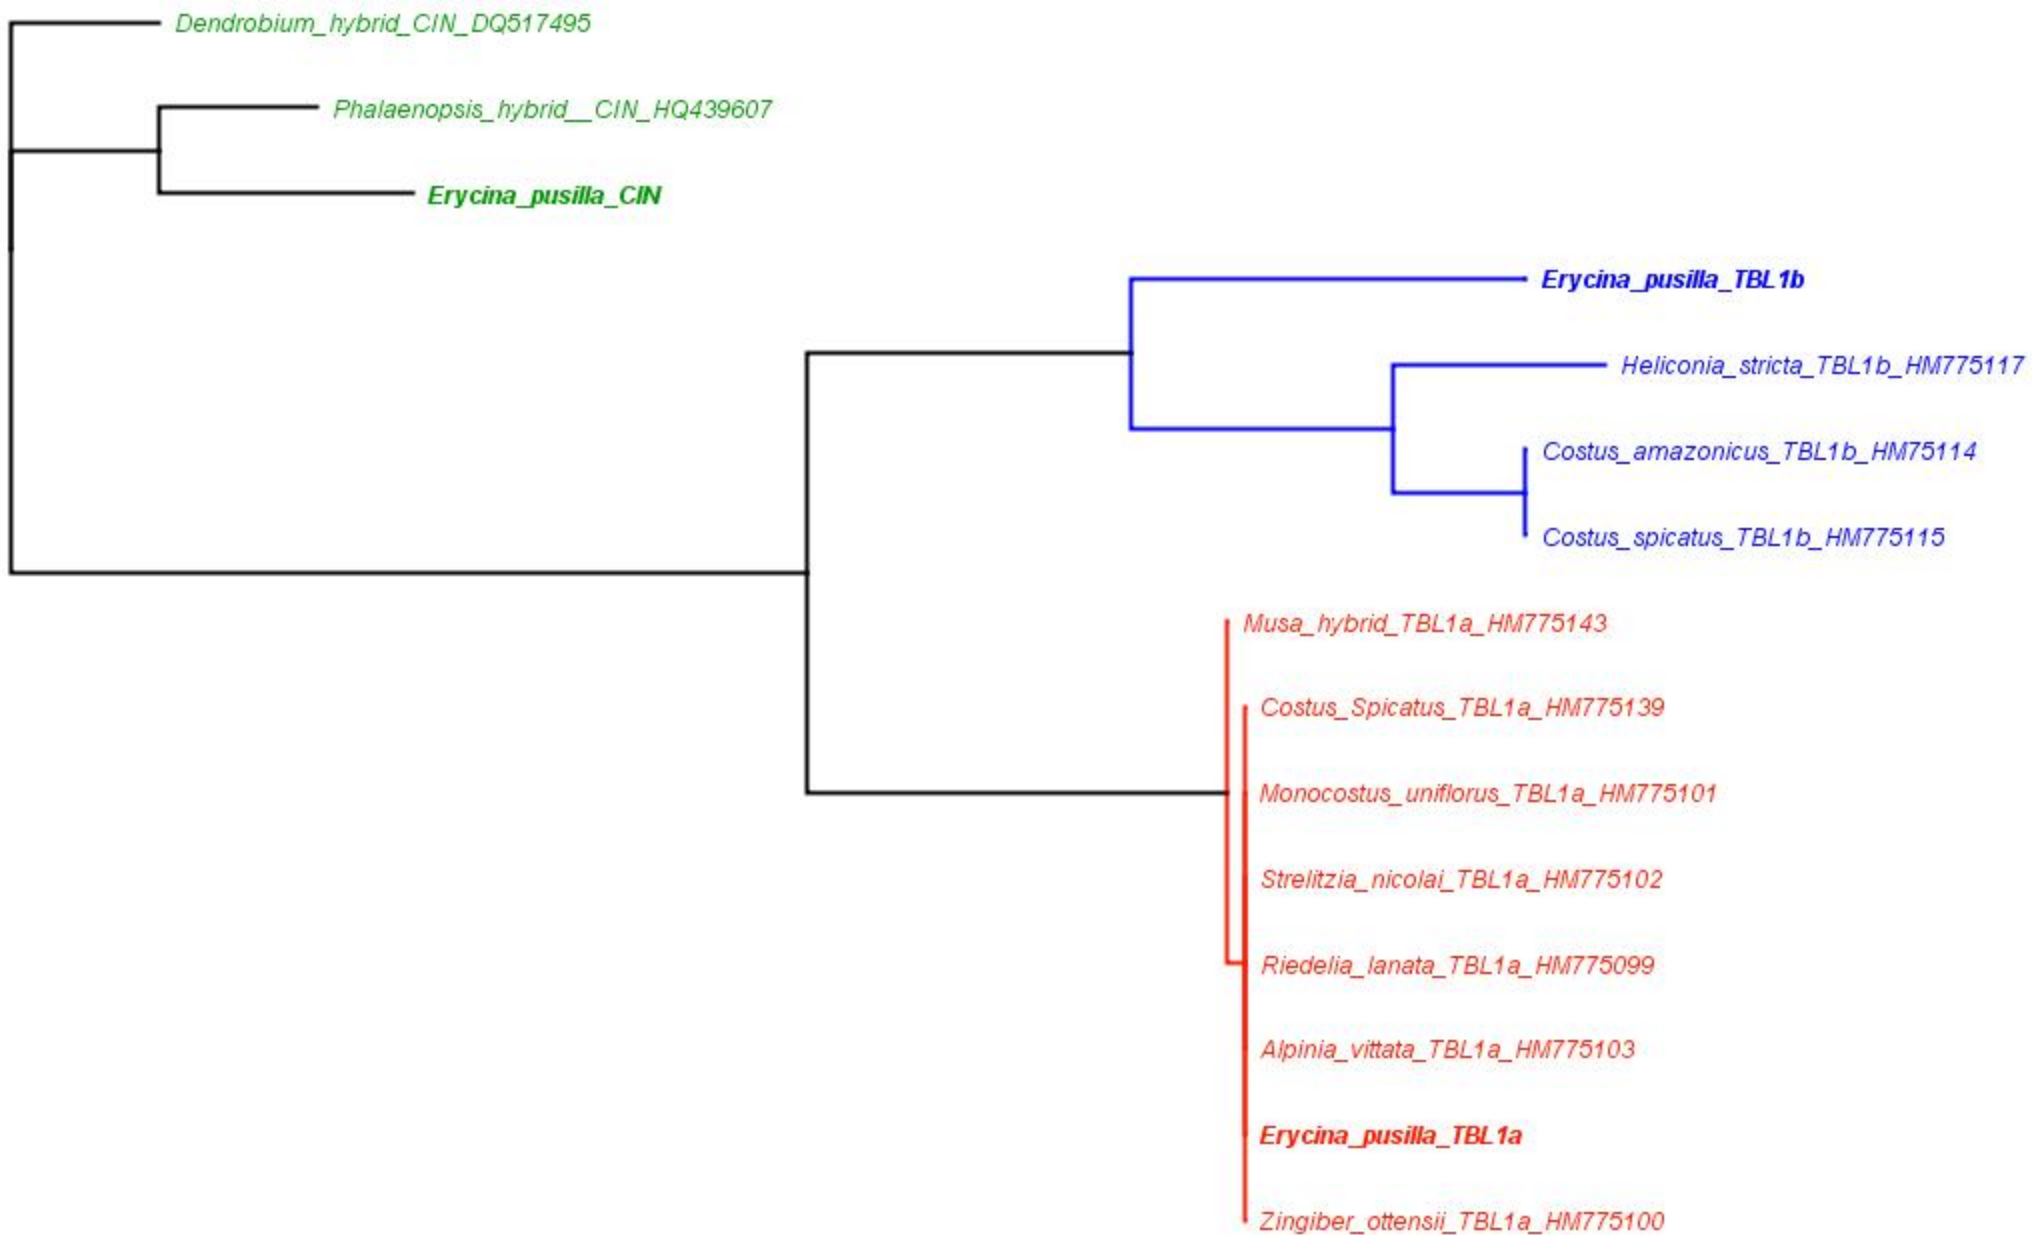 Dendrobium_hybrid_CIN_DQ517495
Phalaenopsis_hybrid__CIN_HQ439607
Erycina_pusilla_CIN
Erycina_pusilla_TBL1b
Heliconia_stricta_TBL1b_HM775117
Costus_amazonicus_TBL1b_HM75114
Costus_spicatus_TBL1b_HM775115
Musa_hybrid_TBL1a_HM775143
Costus_Spicatus_TBL1a_HM775139
Monocostus_uniflorus_TBL1a_HM775101
Strelitzia_nicolai_TBL1a_HM775102
Riedelia_lanata_TBL1a_HM775099
Alpinia_vittata_TBL1a_HM775103
Erycina_pusilla_TBL1a
Zingiber_ottensii_TBL1a_HM775100